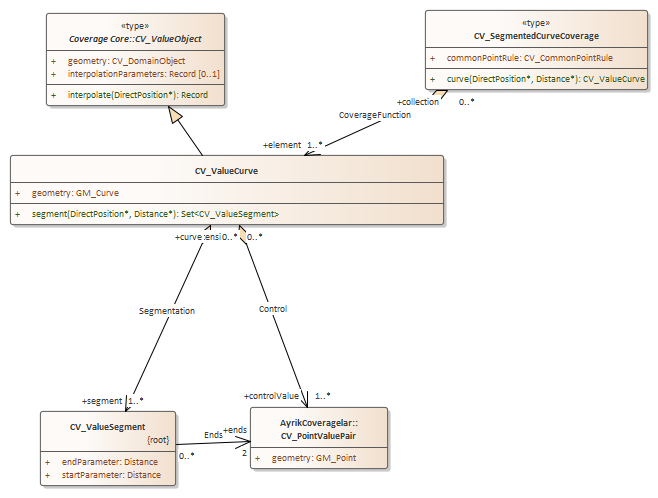 «type»
Coverage Core::CV_ValueObject
+ geometry: CV_DomainObject
+ interpolationParameters: Record [0..1]
+ interpolate(DirectPosition*): Record
«type»
CV_SegmentedCurveCoverage
+ commonPointRule: CV_CommonPointRule
+ curve(DirectPosition*, Distance*): CV_ValueCurve
+collection 0..*
CoverageFunction
+element 1..*
CV_ValueCurve
+ geometry: GM_Curve
+ segment(DirectPosition*, Distance*): Set<CV_ValueSegment>
0..* 0..*
Segmentation
Control
+segment 1..*
+controlValue 1..*
CV_ValueSegment
{root}
+ endParameter: Distance
+ startParameter: Distance
Ends +ends
0..* 2
AyrikCoveragelar::
CV_PointValuePair
+ geometry: GM_Point